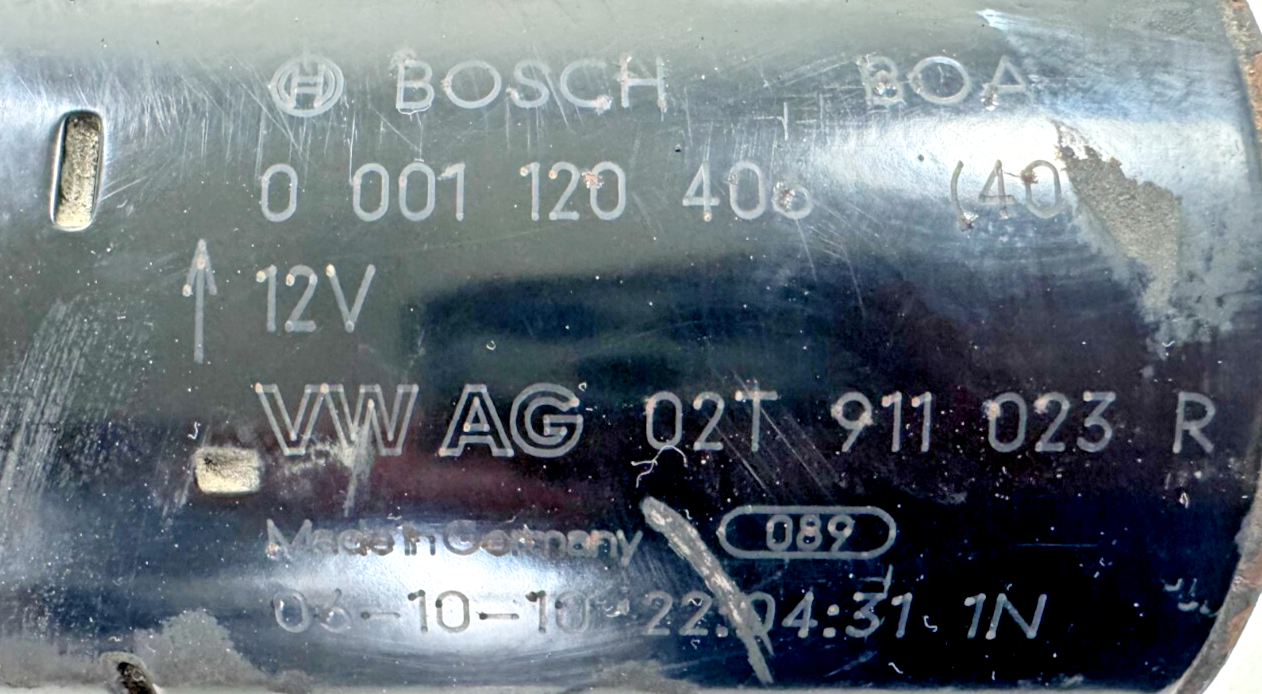 BOSCH BOA
0 001 120 406 (40
12V
VW AG 02T 911 023 R
Made in Germany 089
06-10-10 22:04:31 1N